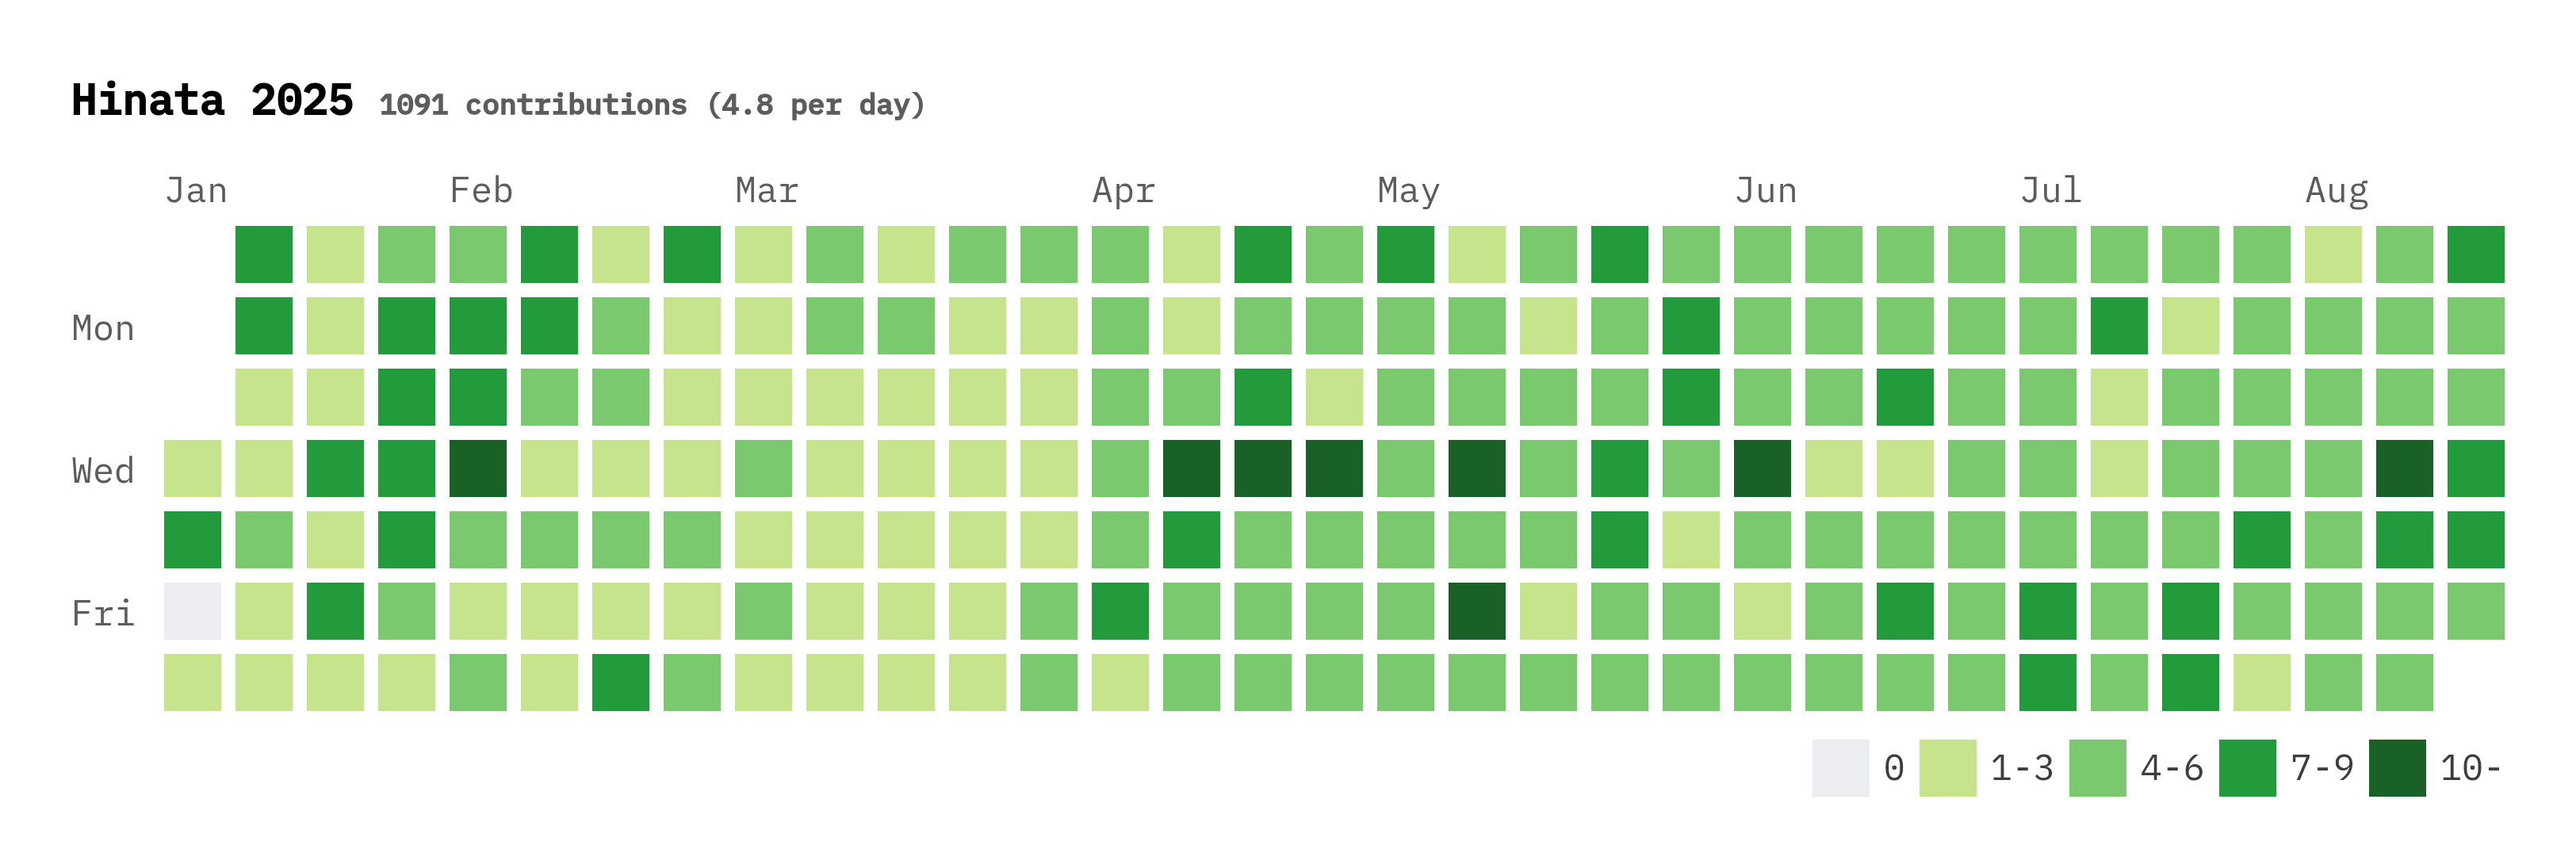 Hinata 2025 1091 contributions (4.8 per day)
Jan Feb Mar Apr May Jun Jul Aug
Mon
Wed
Fri
0 1-3 4-6 7-9 10-